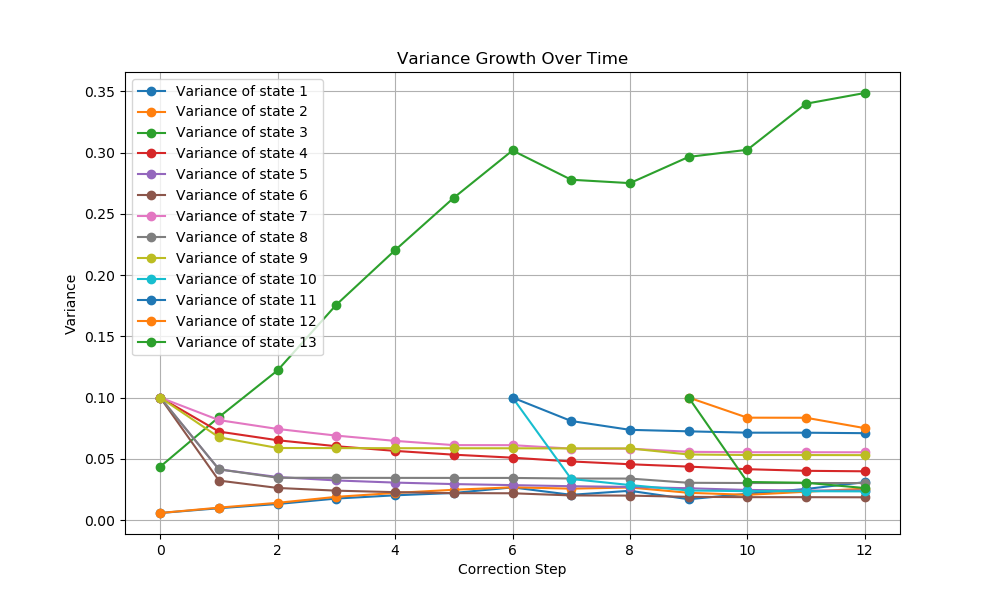 Variance Growth Over Time
Variance
0.35
0.30
0.25
0.20
0.15
0.10
0.05
0.00
Variance of state 1
Variance of state 2
Variance of state 3
Variance of state 4
Variance of state 5
Variance of state 6
Variance of state 7
Variance of state 8
Variance of state 9
Variance of state 10
Variance of state 11
Variance of state 12
Variance of state 13
0 2 4 6 8 10 12
Correction Step